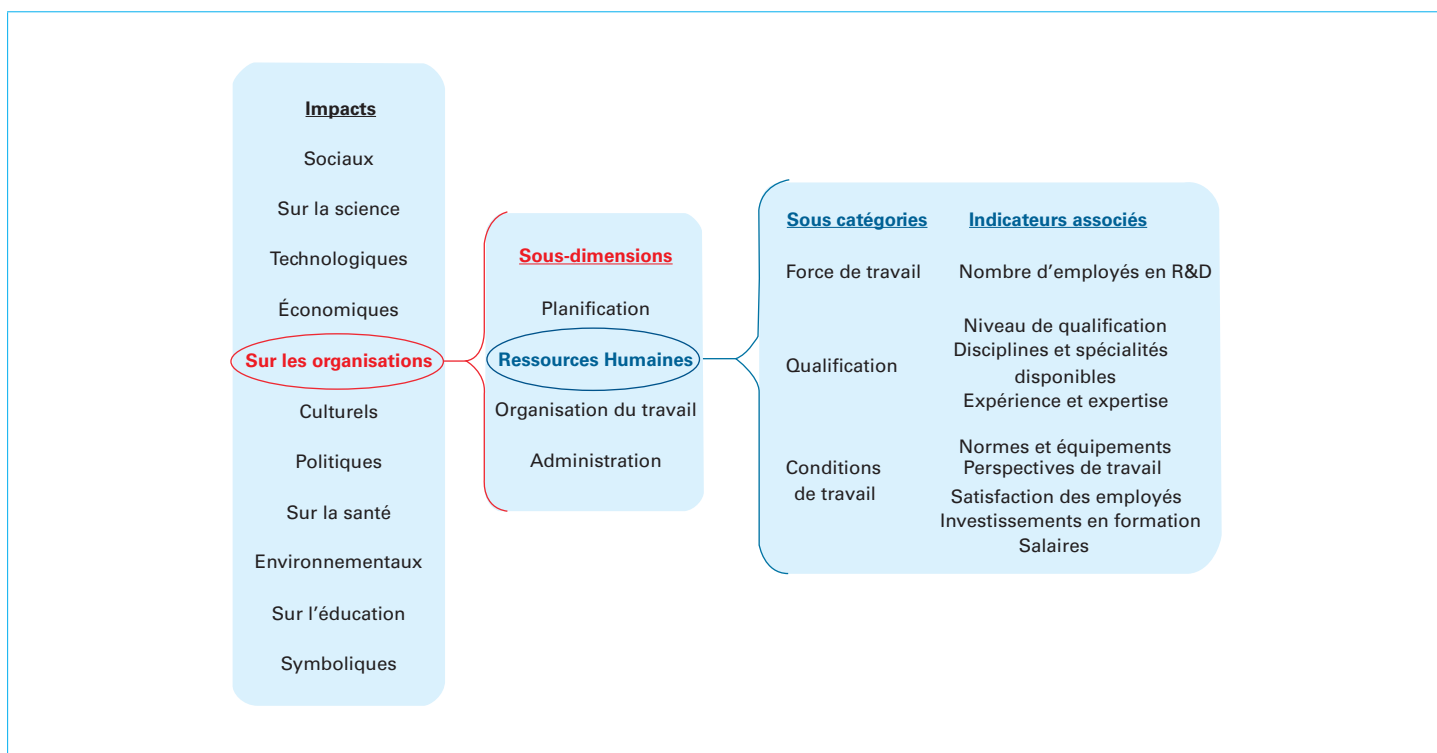 Impacts
Sociaux
Sur la science
Technologiques
Économiques
Sur les organisations
Culturels
Politiques
Sur la santé
Environnementaux
Sur l'éducation
Symboliques
Sous-dimensions
Planification
Ressources Humaines
Organisation du travail
Administration
Sous catégories
Indicateurs associés
Force de travail
Nombre d'employés en R&D
Qualification
Niveau de qualification
Disciplines et spécialités
disponibles
Expérience et expertise
Conditions
de travail
Normes et équipements
Perspectives de travail
Satisfaction des employés
Investissements en formation
Salaires